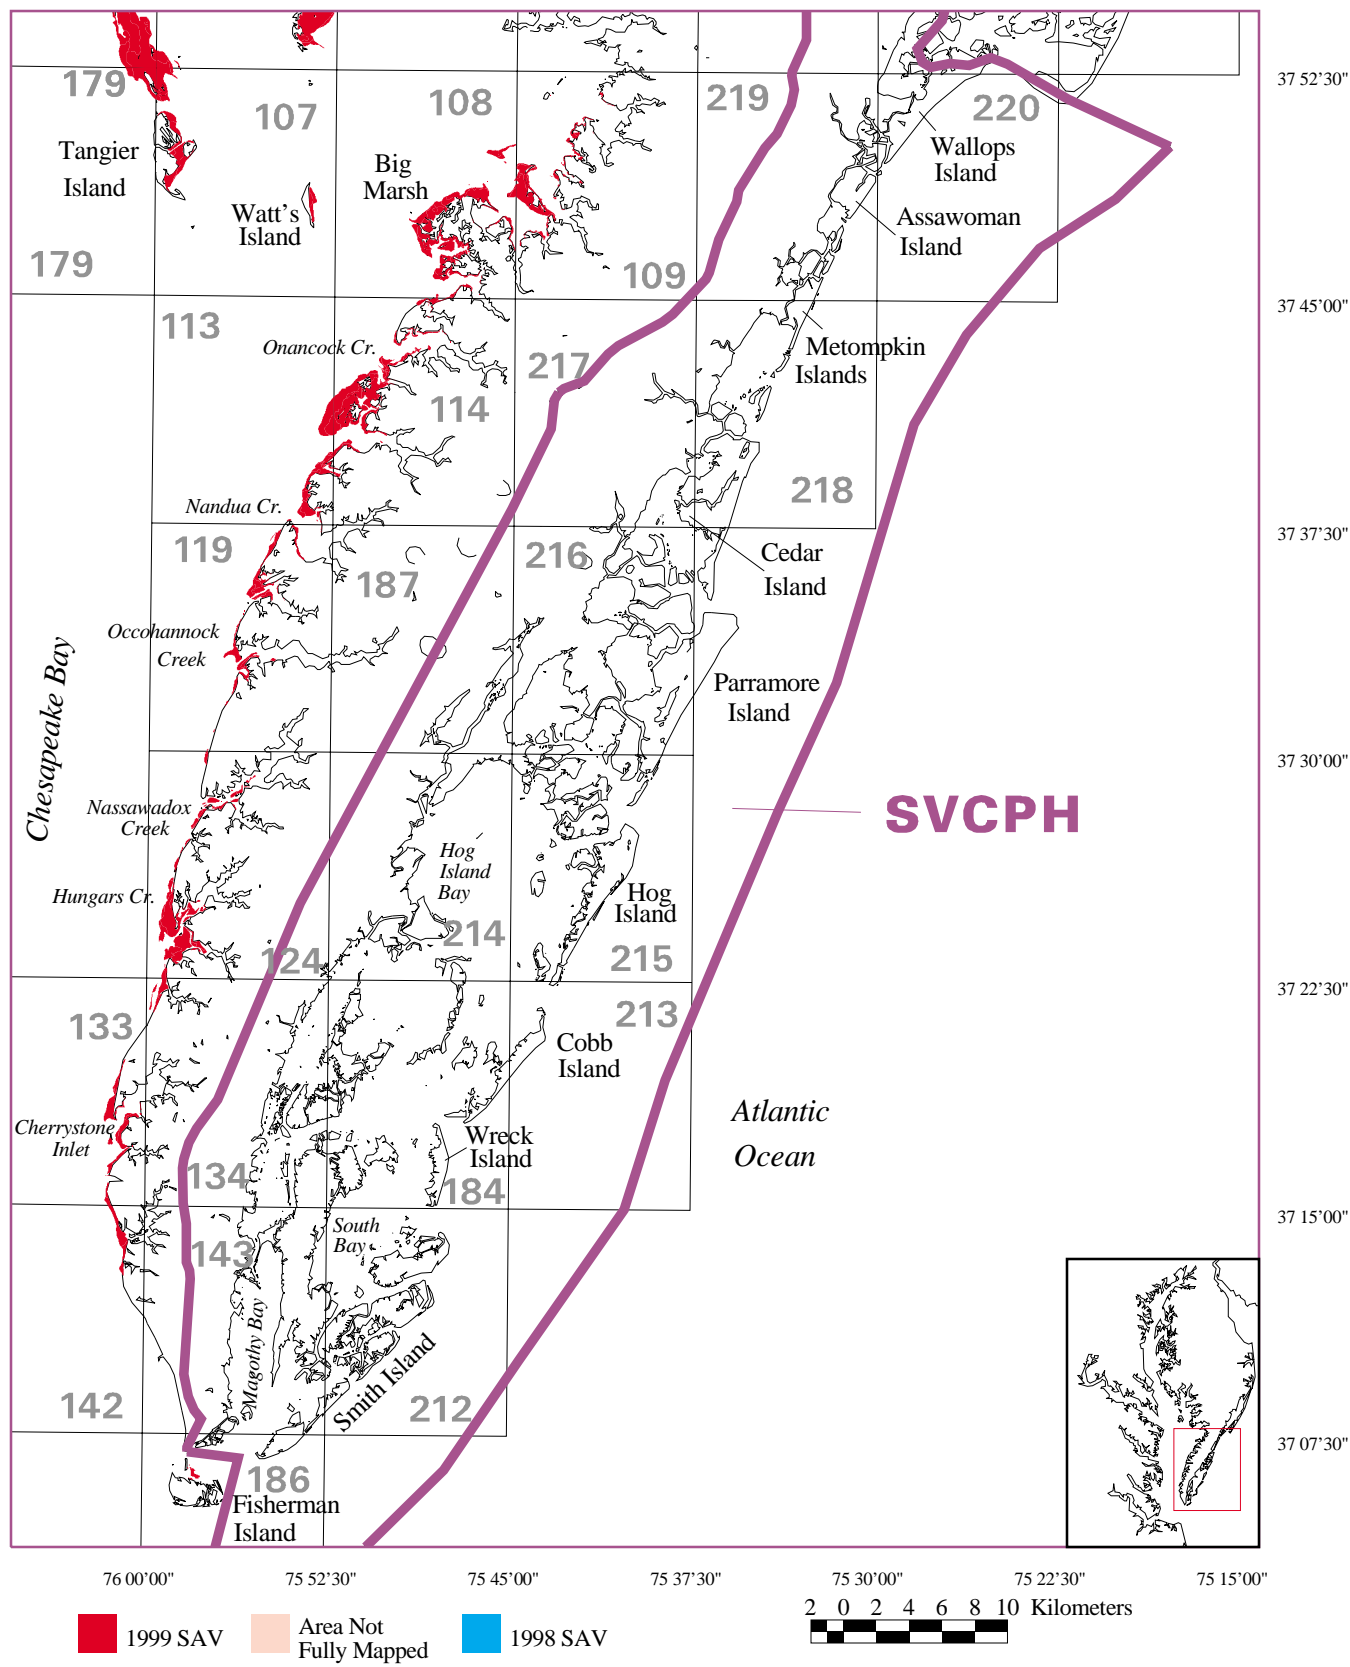 179
107
108
219
220
37 52'30"
Tangier
Island
Big
Marsh
Watt's
Island
Wallops
Island
Assawoman
Island
179
109
37 45'00"
113
Onancock Cr.
217
Metompkin
Islands
114
218
Nandua Cr.
37 37'30"
119
187
216
Cedar
Island
Occohannock
Creek
Chesapeake Bay
Parramore
Island
37 30'00"
Nassawadox
Creek
SVCPH
Hog
Island
Bay
Hungars Cr.
Hog
Island
214
124
215
37 22'30"
133
213
Cobb
Island
Atlantic
Ocean
Cherrystone
Inlet
Wreck
Island
134
184
37 15'00"
South
Bay
143
Magothy Bay
Smith Island
142
212
37 07'30"
186
Fisherman
Island
76 00'00"
75 52'30"
75 45'00"
75 37'30"
75 30'00"
75 22'30"
75 15'00"
2 0 2 4 6 8 10 Kilometers
1999 SAV
Area Not
Fully Mapped
1998 SAV